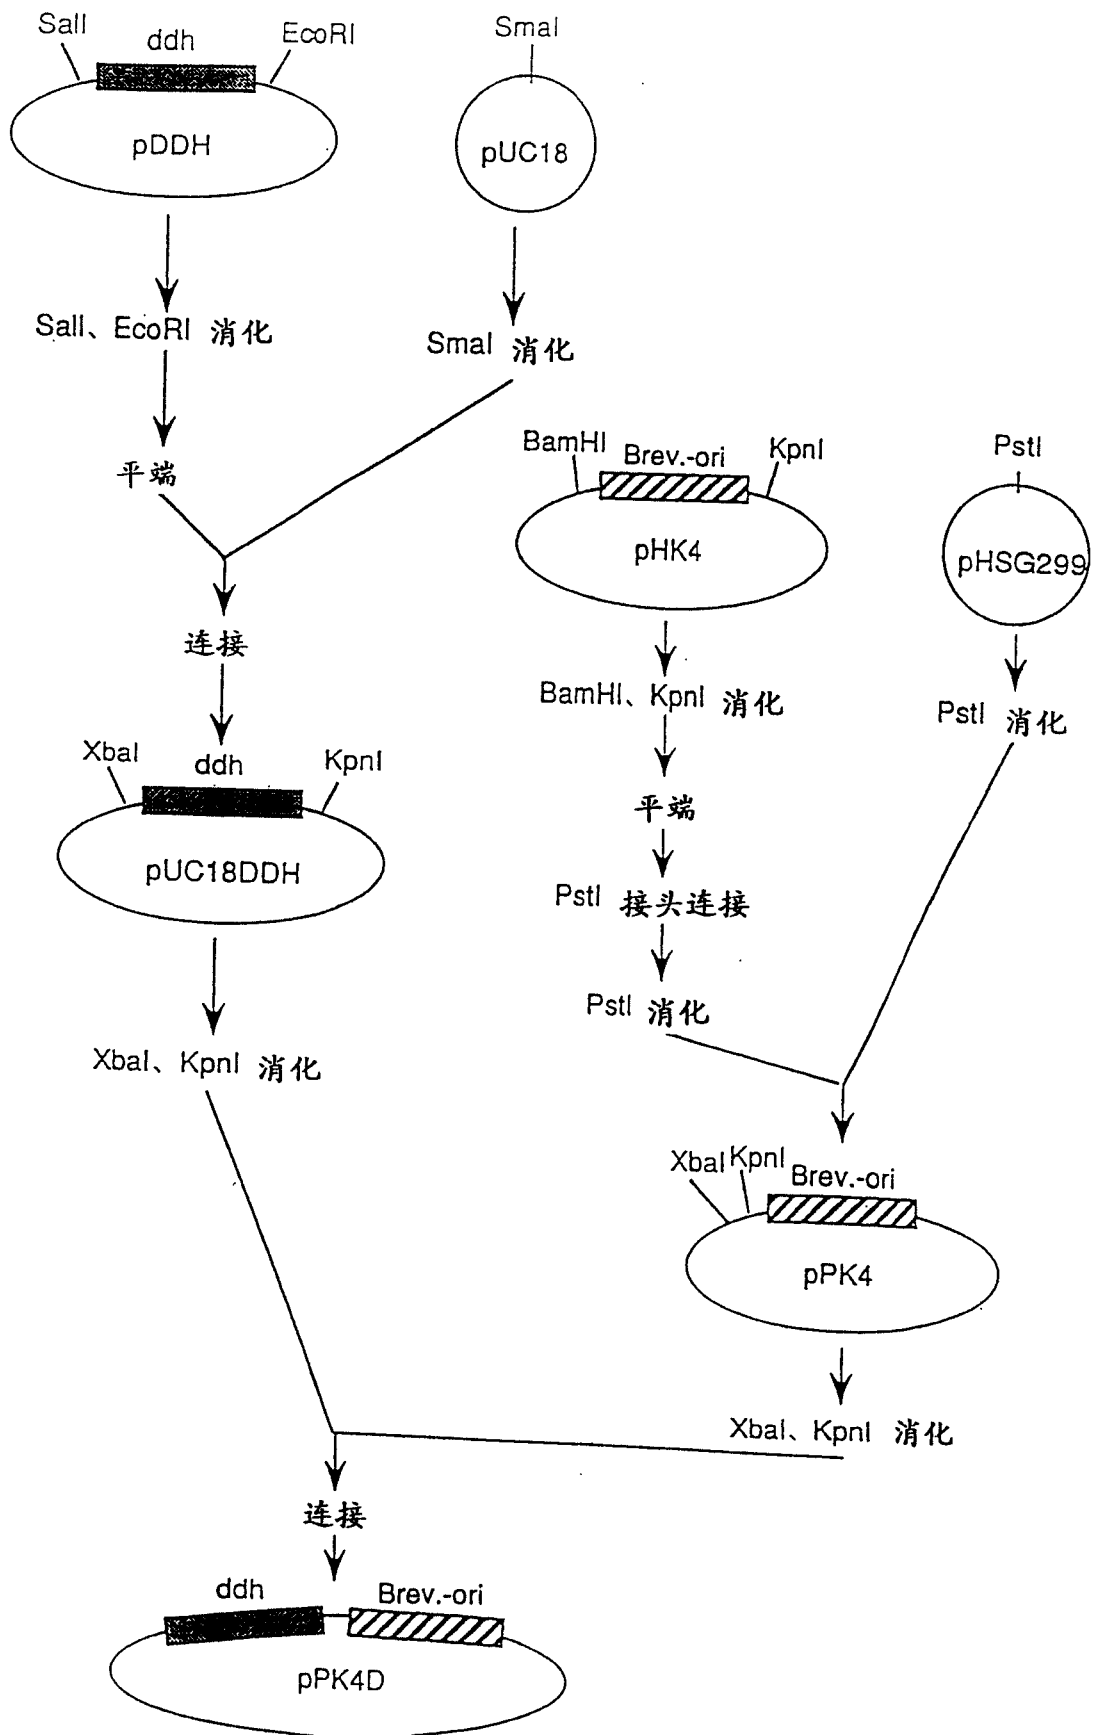 SalI
ddh
EcoRI
pDDH
SmaI
pUC18
SalI、EcoRI 消化
SmaI 消化
平端
连接
BamHI
Brev.-ori
KpnI
pHK4
PstI
pHSG299
BamHI、KpnI 消化
PstI 消化
平端
PstI 接头连接
PstI 消化
XbaI
ddh
KpnI
pUC18DDH
XbaI、KpnI 消化
XbaI
KpnI
Brev.-ori
pPK4
XbaI、KpnI 消化
连接
ddh
Brev.-ori
pPK4D